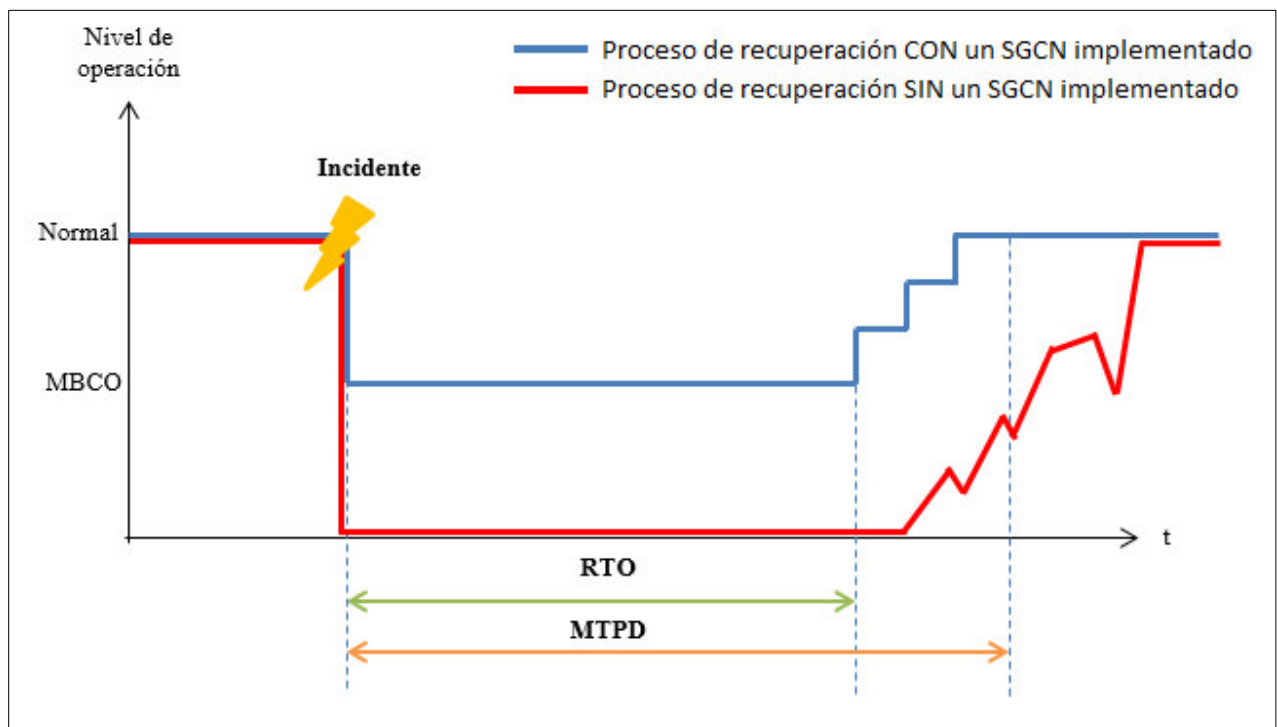 Nivel de
operación
Proceso de recuperación CON un SGCN implementado
Proceso de recuperación SIN un SGCN implementado
Incidente
Normal
MBCO
t
RTO
MTPD